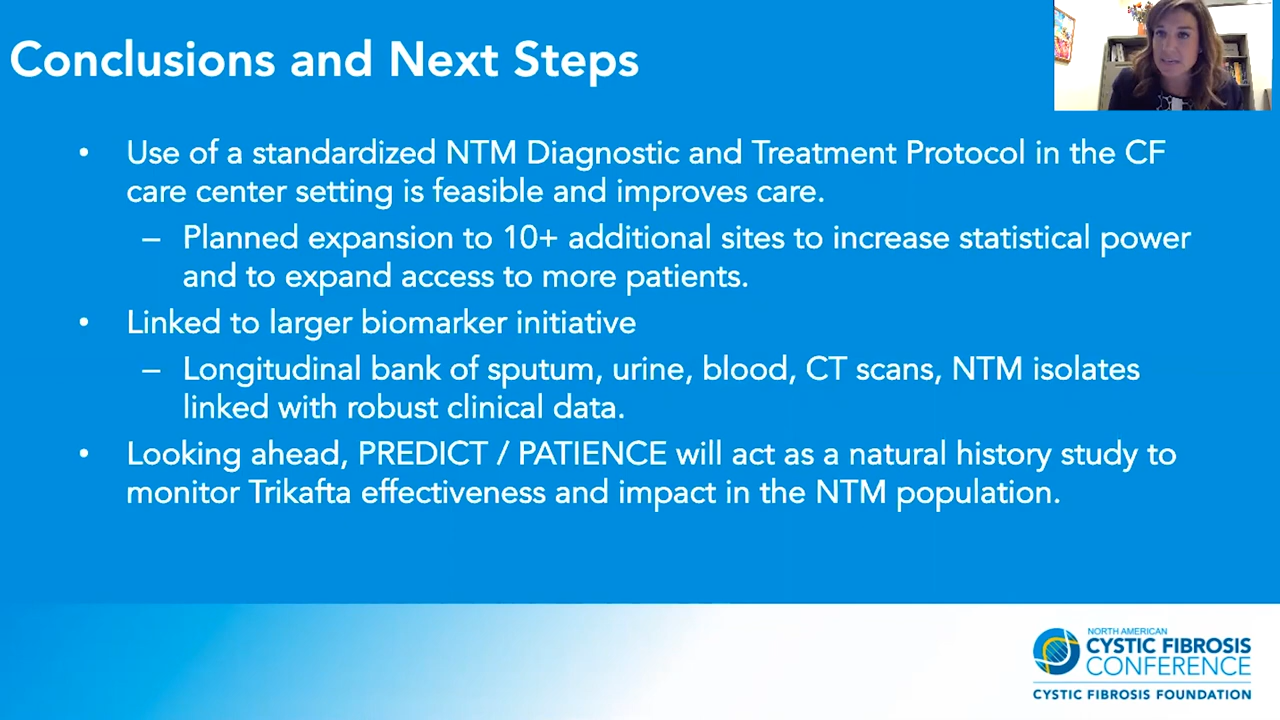 Conclusions and Next Steps
• Use of a standardized NTM Diagnostic and Treatment Protocol in the CF
care center setting is feasible and improves care.
– Planned expansion to 10+ additional sites to increase statistical power
and to expand access to more patients.
• Linked to larger biomarker initiative
– Longitudinal bank of sputum, urine, blood, CT scans, NTM isolates
linked with robust clinical data.
• Looking ahead, PREDICT / PATIENCE will act as a natural history study to
monitor Trikafta effectiveness and impact in the NTM population.
NORTH AMERICAN
CYSTIC FIBROSIS
CONFERENCE
CYSTIC FIBROSIS FOUNDATION